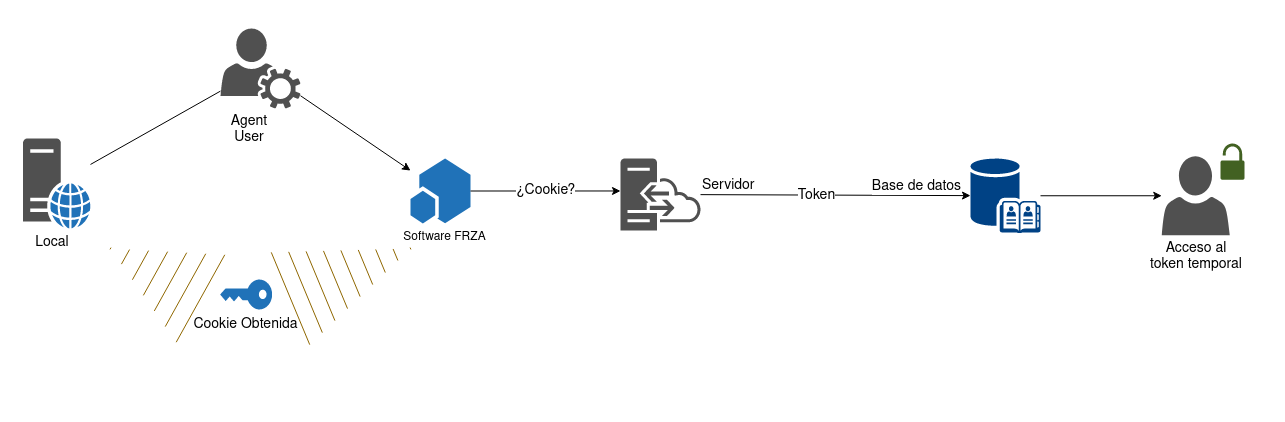 Agent
User
Local
Software FRZA
Cookie Obtenida
¿Cookie?
Servidor
Token
Base de datos
Acceso al
token temporal